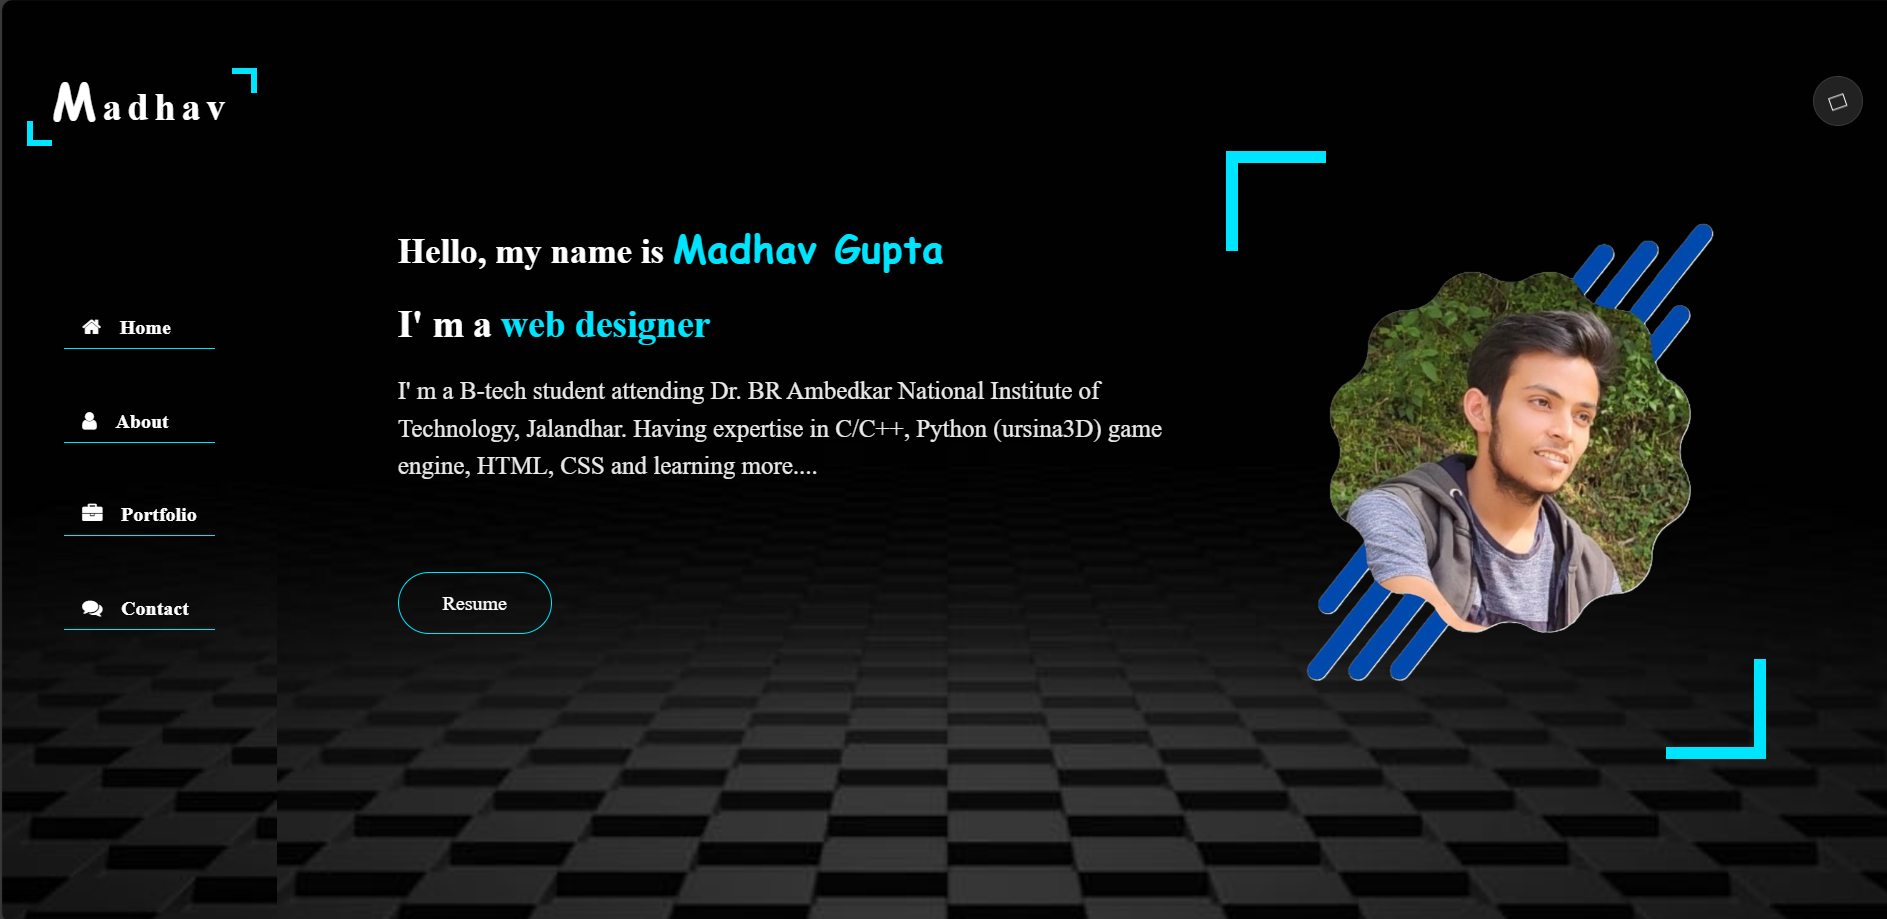 Madhav
Home
About
Portfolio
Contact
Hello, my name is Madhav Gupta
I' m a web designer
I' m a B-tech student attending Dr. BR Ambedkar National Institute of
Technology, Jalandhar. Having expertise in C/C++, Python (ursina3D) game
engine, HTML, CSS and learning more....
Resume